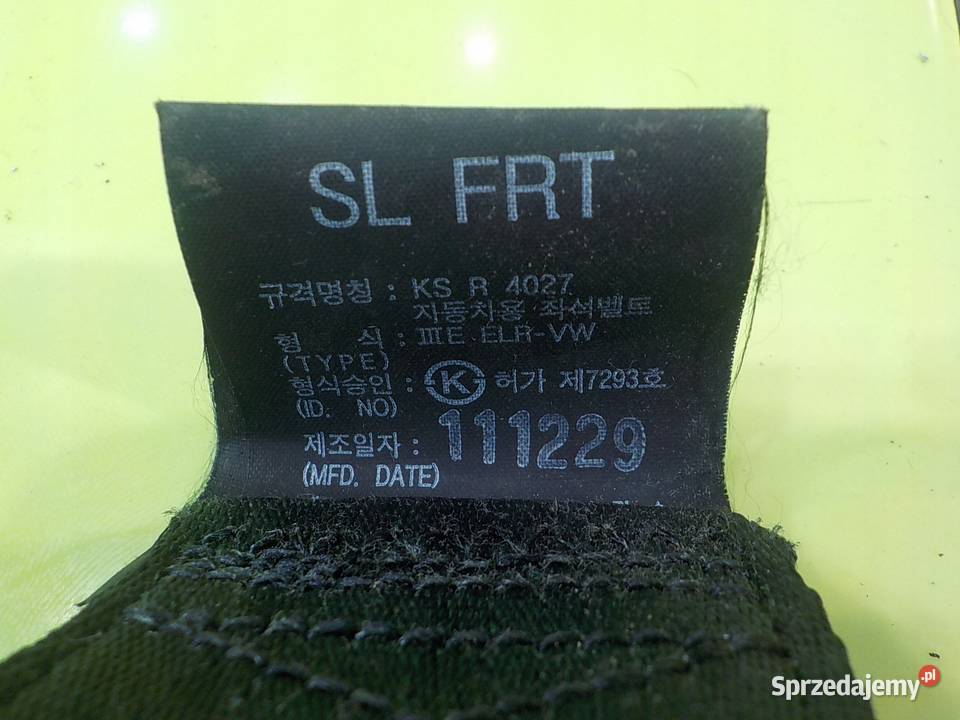 SL FRT
규격명칭 : KS R 4027
자동차용 좌석벨트
형 식 : ⅢE ELR-VW
(TYPE)
형식승인 : Ⓚ 허가 제7293호
(ID. NO)
제조일자 : 111229
(MFD. DATE)
Sprzedajemy.pl